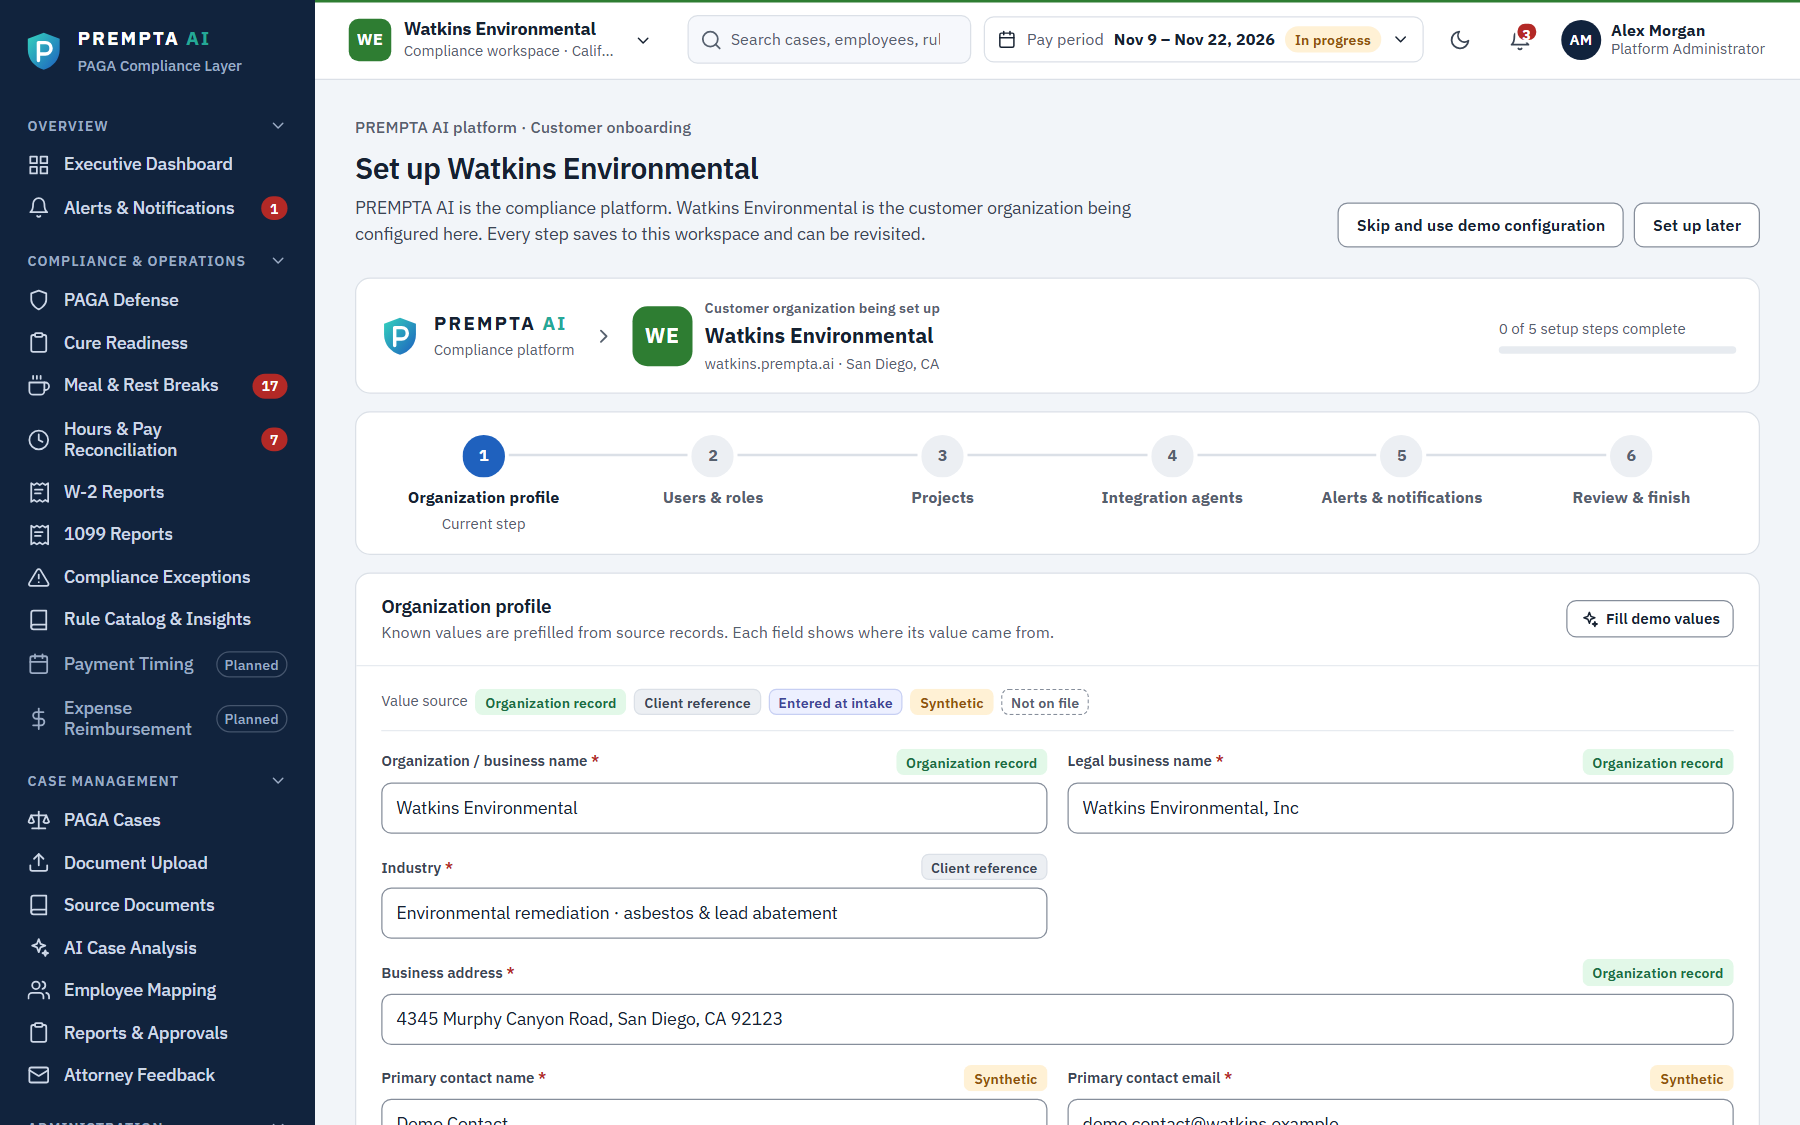 PREMPTA AI
PAGA Compliance Layer
OVERVIEW
Executive Dashboard
Alerts & Notifications
1
COMPLIANCE & OPERATIONS
PAGA Defense
Cure Readiness
Meal & Rest Breaks
17
Hours & Pay
Reconciliation
7
W-2 Reports
1099 Reports
Compliance Exceptions
Rule Catalog & Insights
Payment Timing
Planned
Expense
Reimbursement
Planned
CASE MANAGEMENT
PAGA Cases
Document Upload
Source Documents
AI Case Analysis
Employee Mapping
Reports & Approvals
Attorney Feedback
WE
Watkins Environmental
Compliance workspace · Calif...
Search cases, employees, rul
Pay period Nov 9 – Nov 22, 2026 In progress
3
AM
Alex Morgan
Platform Administrator
PREMPTA AI platform · Customer onboarding
Set up Watkins Environmental
PREMPTA AI is the compliance platform. Watkins Environmental is the customer organization being
configured here. Every step saves to this workspace and can be revisited.
Skip and use demo configuration
Set up later
PREMPTA AI
Compliance platform
WE
Customer organization being set up
Watkins Environmental
watkins.prempta.ai · San Diego, CA
0 of 5 setup steps complete
1
Organization profile
Current step
2
Users & roles
3
Projects
4
Integration agents
5
Alerts & notifications
6
Review & finish
Organization profile
Known values are prefilled from source records. Each field shows where its value came from.
Fill demo values
Value source Organization record Client reference Entered at intake Synthetic Not on file
Organization / business name *
Organization record
Watkins Environmental
Legal business name *
Organization record
Watkins Environmental, Inc
Industry *
Client reference
Environmental remediation · asbestos & lead abatement
Business address *
Organization record
4345 Murphy Canyon Road, San Diego, CA 92123
Primary contact name *
Synthetic
Demo Contact
Primary contact email *
Synthetic
demo.contact@watkins.example